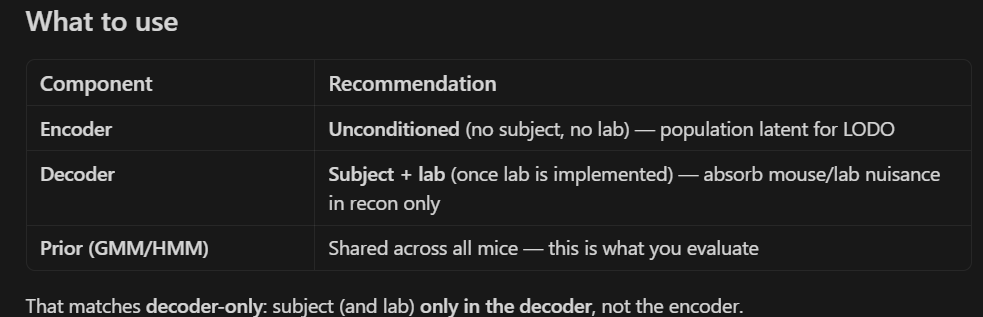 What to use
Component Recommendation
Encoder Unconditioned (no subject, no lab) — population latent for LODO
Decoder Subject + lab (once lab is implemented) — absorb mouse/lab nuisance
in recon only
Prior (GMM/HMM) Shared across all mice — this is what you evaluate
That matches decoder-only: subject (and lab) only in the decoder, not the encoder.